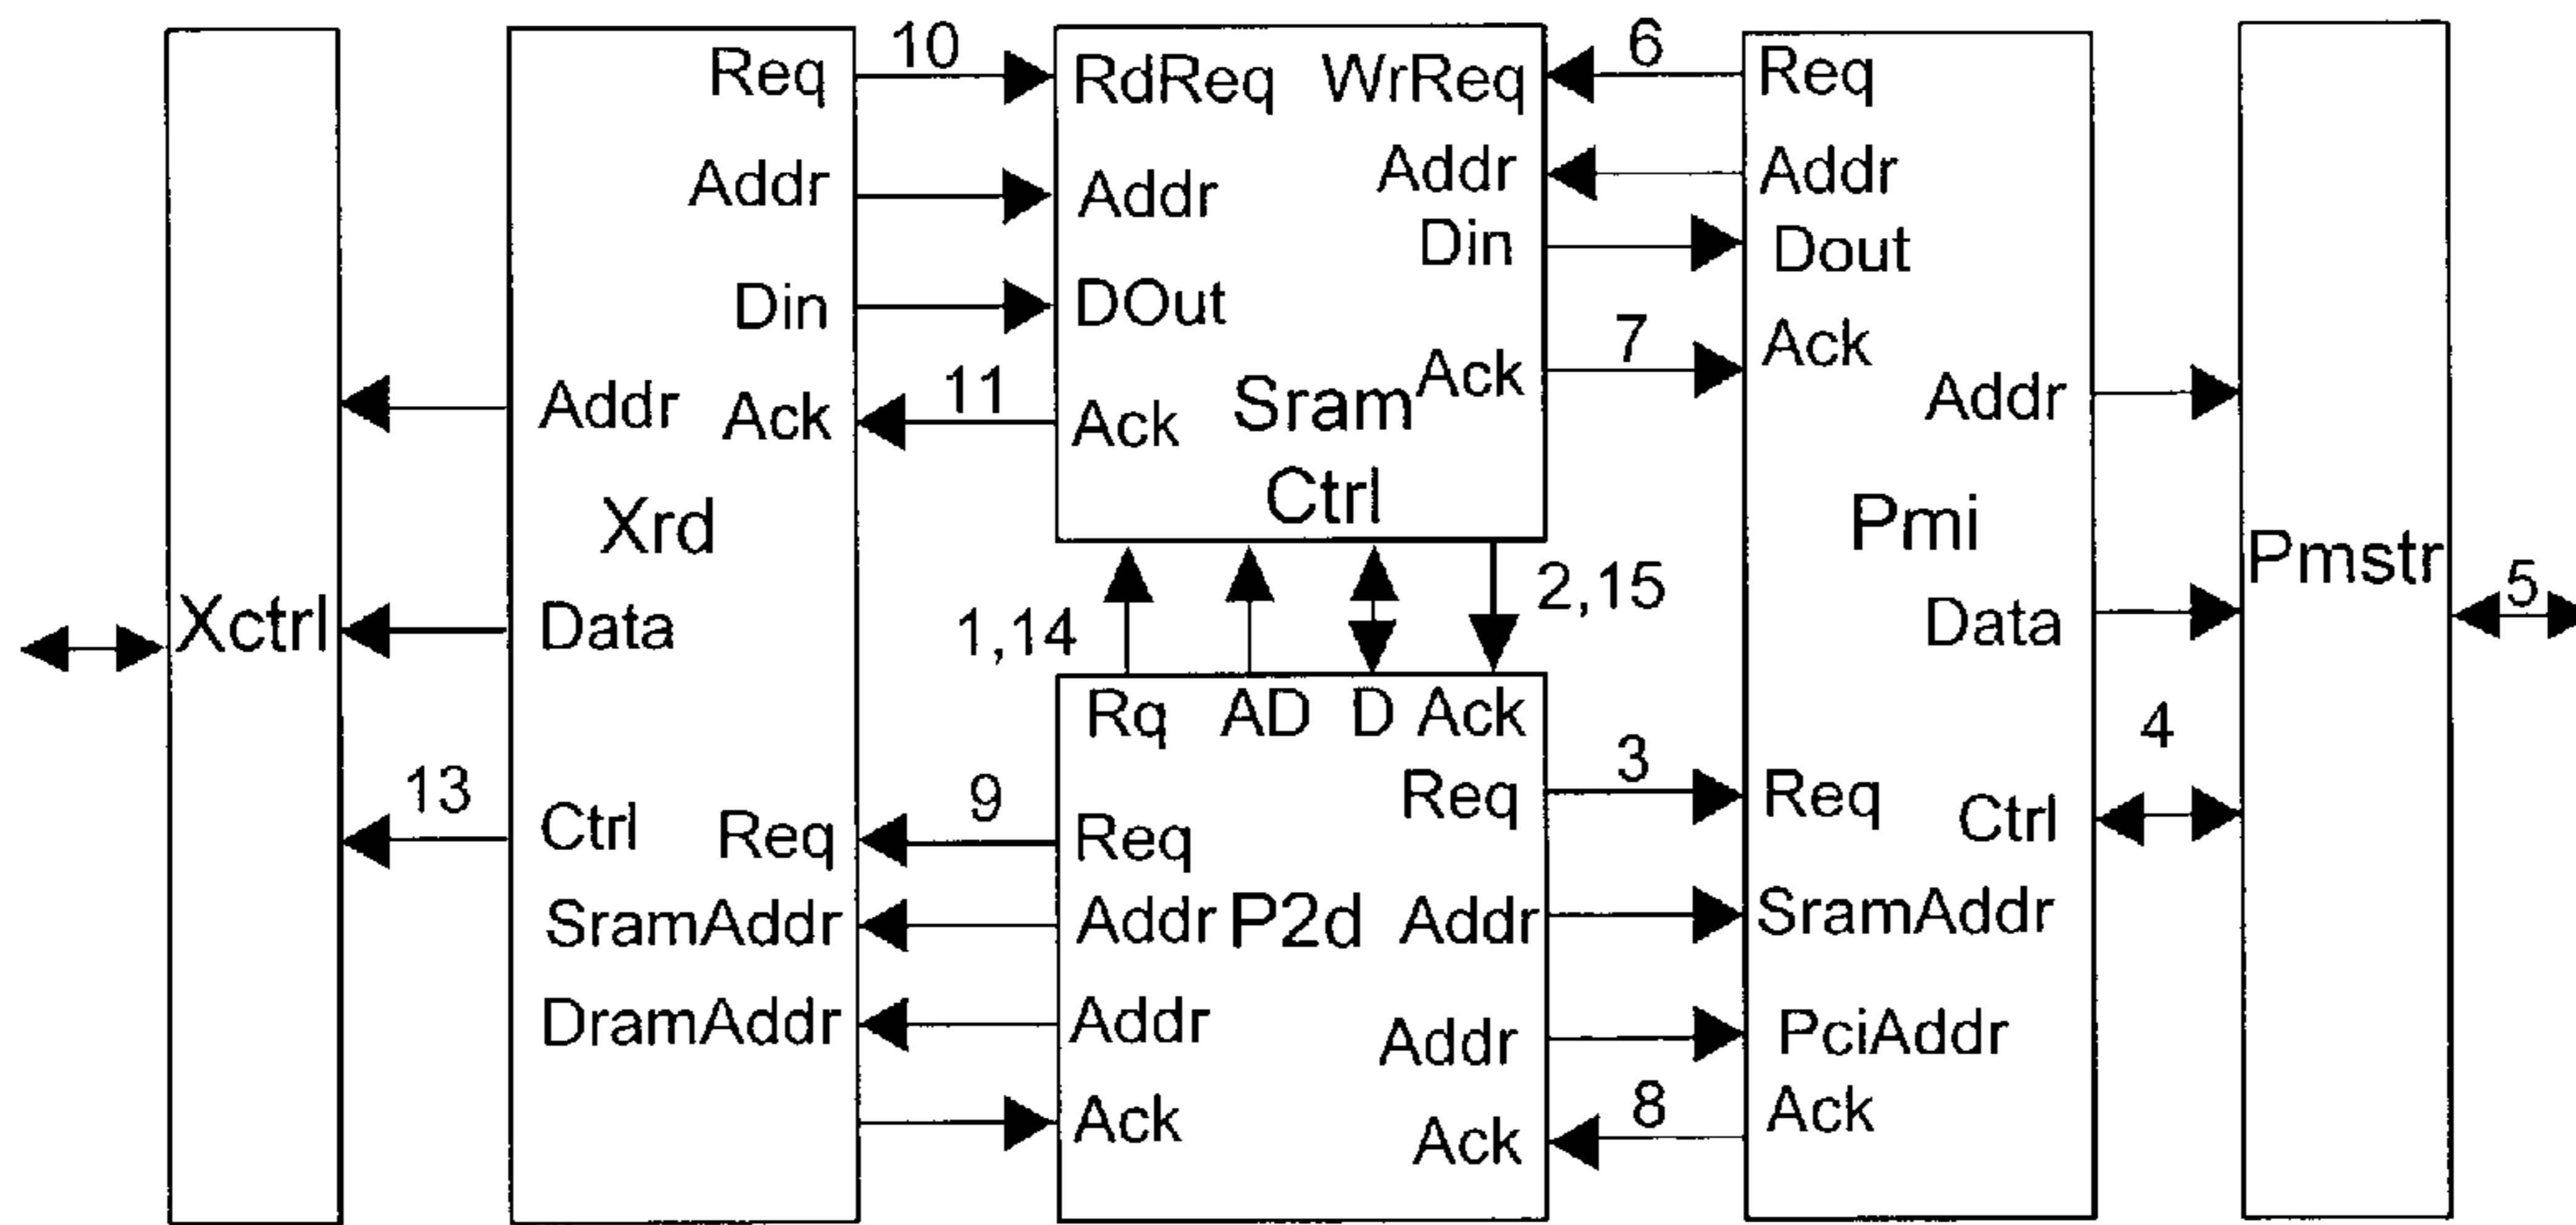 Req 10 RdReq WrReq 6 Req
Addr Addr Addr Addr
Din DOut Din Dout
Addr Ack 11 Ack Sram Ack 7 Ack Addr
Ctrl
Xrd Pmi Pmstr
Xctrl Data 1,14 2,15 Data 5
Rq AD D Ack
13 Ctrl Req 9 Req Req 3 Req Ctrl 4
SramAddr Addr P2d Addr SramAddr
DramAddr Addr Addr PciAddr
Ack Ack 8 Ack